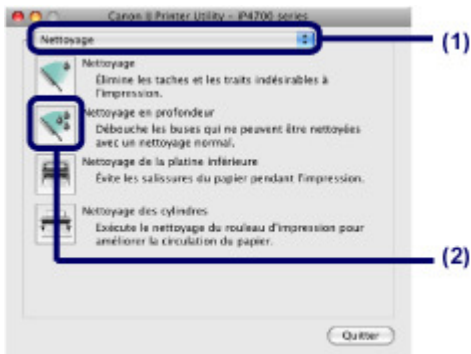 Canon IJ Printer Utility – iP4700 series
Nettoyage
(1)
Nettoyage
Élimine les taches et les traits indésirables à
l'impression.
Nettoyage en profondeur
Débouche les buses qui ne peuvent être nettoyées
avec un nettoyage normal.
Nettoyage de la platine inférieure
Évite les salissures du papier pendant l'impression.
Nettoyage des cylindres
Exécute le nettoyage du rouleau d'impression pour
améliorer la circulation du papier.
(2)
Quitter